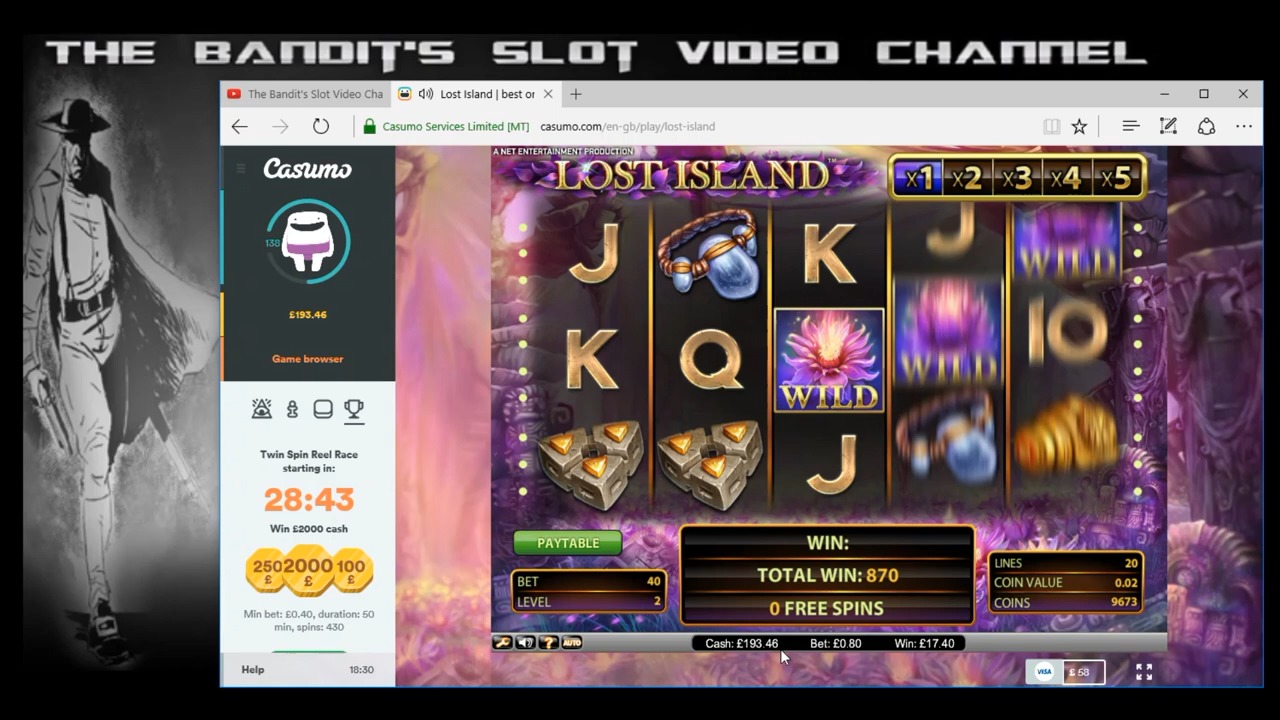 THE BANDIT'S SLOT VIDEO CHANNEL
The Bandit's Slot Video Cha
Lost Island | best or
Casumo Services Limited [MT] casumo.com/en-gb/play/lost-island
Casumo
138
£193.46
Game browser
Twin Spin Reel Race
starting in:
28:43
Win £2000 cash
250 £ 2000 £ 100 £
Min bet: £0.40, duration: 50
min, spins: 430
Help 18:30
A NET ENTERTAINMENT PRODUCTION
LOST ISLAND™
x1 x2 x3 x4 x5
J K J WILD
K Q WILD WILD 10
J
PAYTABLE
BET 40
LEVEL 2
WIN:
TOTAL WIN: 870
0 FREE SPINS
LINES 20
COIN VALUE 0.02
COINS 9673
AUTO
Cash: £193.46 Bet: £0.80 Win: £17.40
VISA £ 58